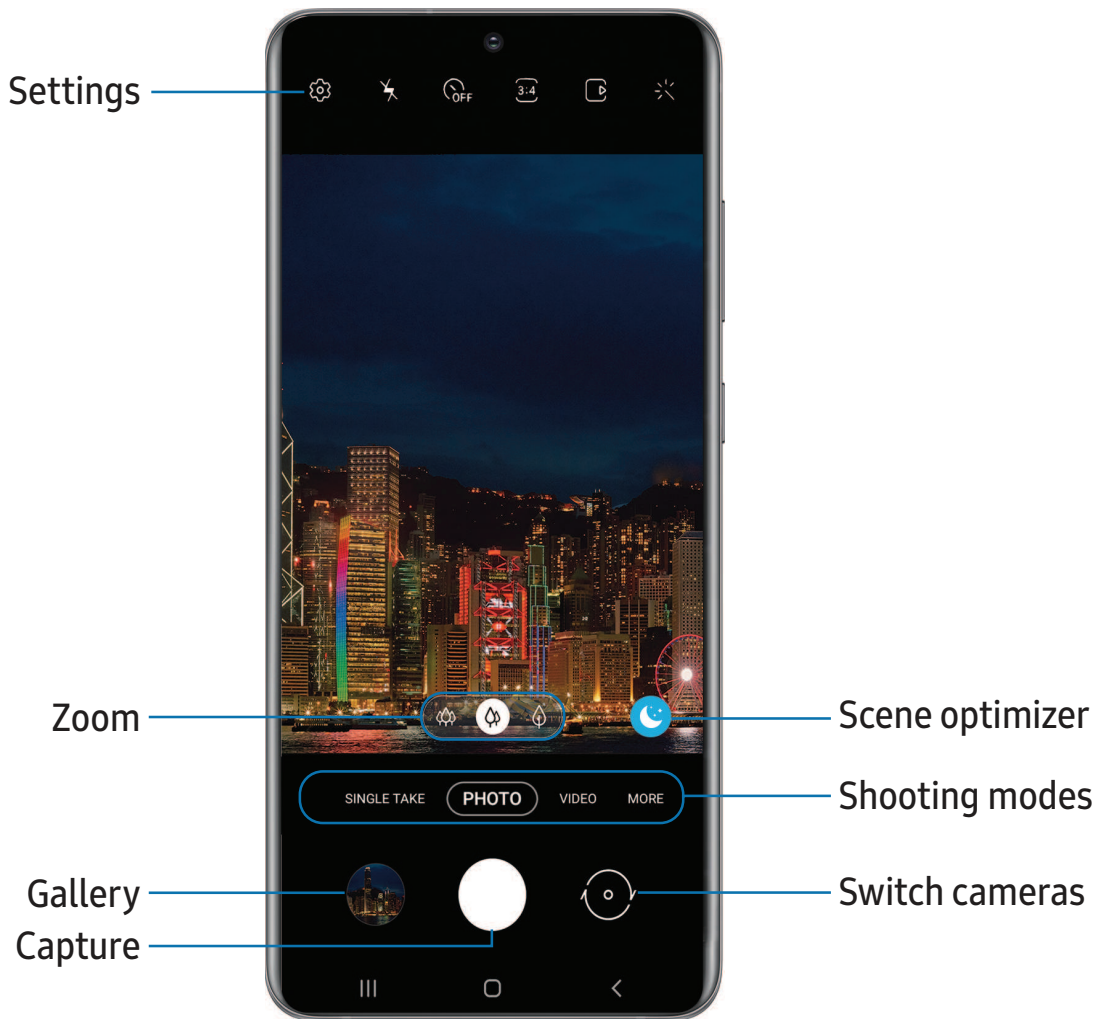 Settings
OFF
3:4
Zoom
Scene optimizer
SINGLE TAKE PHOTO VIDEO MORE
Shooting modes
Gallery
Switch cameras
Capture